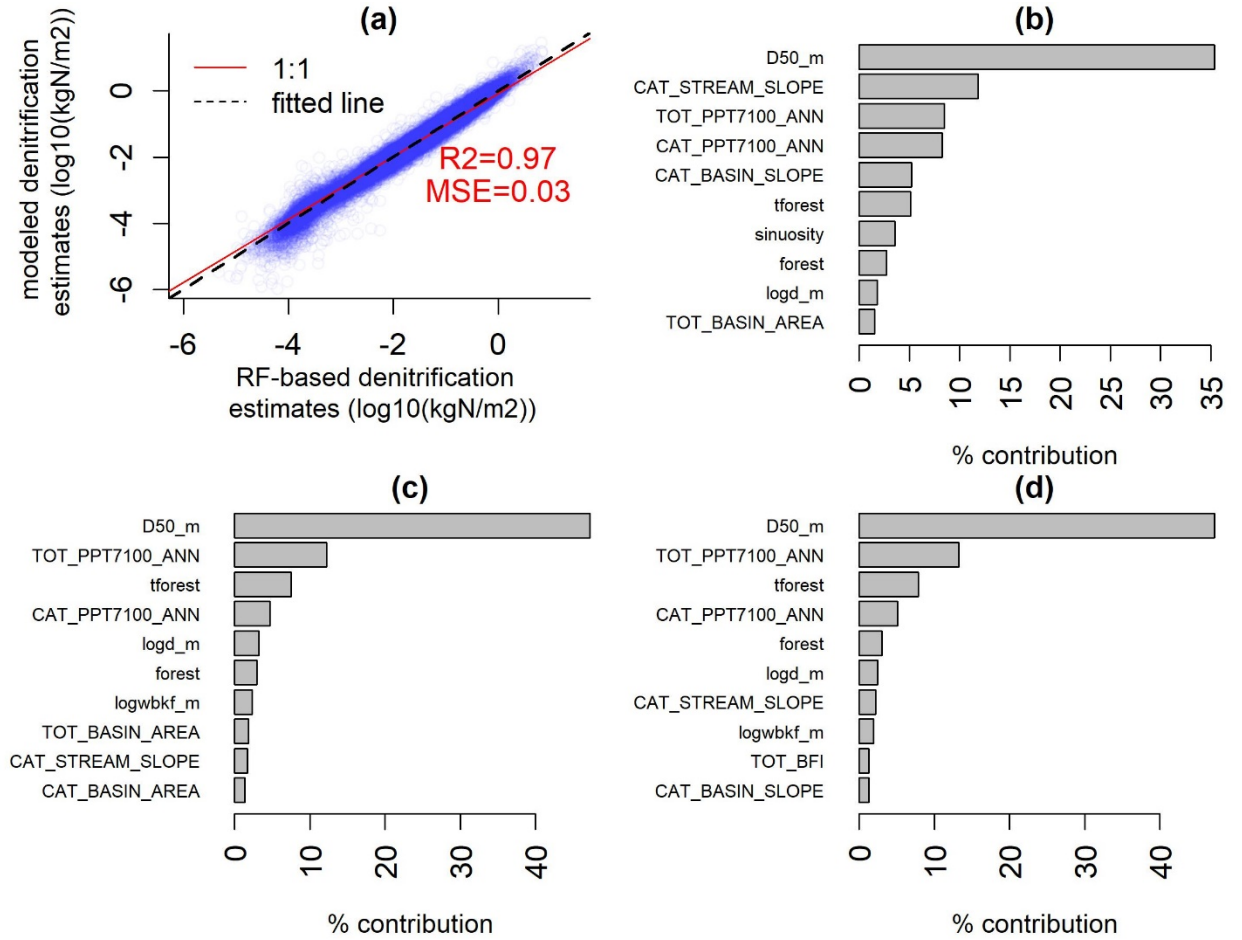 (a)
modeled denitrification
estimates (log10(kgN/m2))
0
-2
-4
-6
1:1
fitted line
R2=0.97
MSE=0.03
-6 -4 -2 0
RF-based denitrification
estimates (log10(kgN/m2))
(b)
D50_m
CAT_STREAM_SLOPE
TOT_PPT7100_ANN
CAT_PPT7100_ANN
CAT_BASIN_SLOPE
tforest
sinuosity
forest
logd_m
TOT_BASIN_AREA
0 5 10 15 20 25 30 35
% contribution
(c)
D50_m
TOT_PPT7100_ANN
tforest
CAT_PPT7100_ANN
logd_m
forest
logwbkf_m
TOT_BASIN_AREA
CAT_STREAM_SLOPE
CAT_BASIN_AREA
0 10 20 30 40
% contribution
(d)
D50_m
TOT_PPT7100_ANN
tforest
CAT_PPT7100_ANN
forest
logd_m
CAT_STREAM_SLOPE
logwbkf_m
TOT_BFI
CAT_BASIN_SLOPE
0 10 20 30 40
% contribution